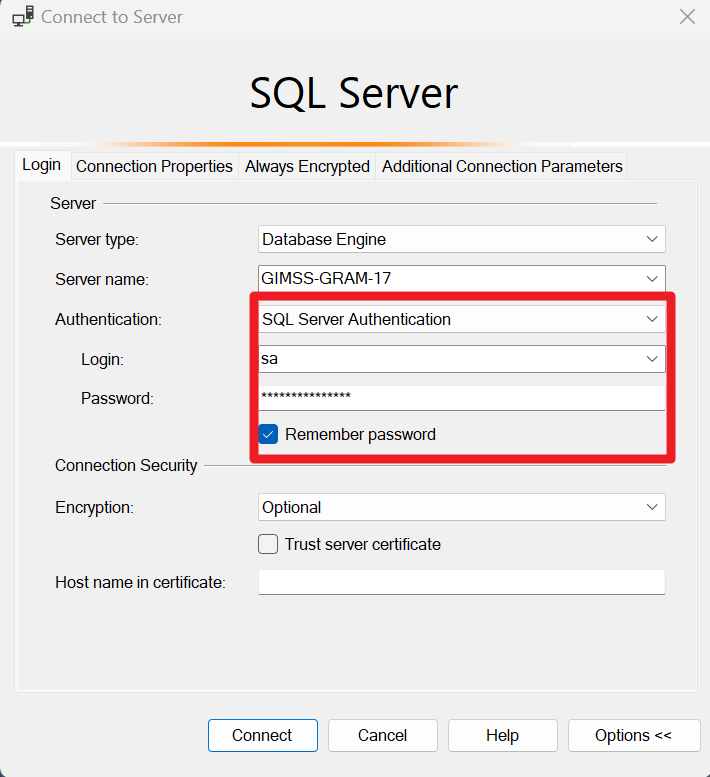 Connect to Server
SQL Server
Login Connection Properties Always Encrypted Additional Connection Parameters
Server
Server type: Database Engine
Server name: GIMSS-GRAM-17
Authentication: SQL Server Authentication
Login: sa
Password: ***************
Remember password
Connection Security
Encryption: Optional
Trust server certificate
Host name in certificate:
Connect Cancel Help Options <<